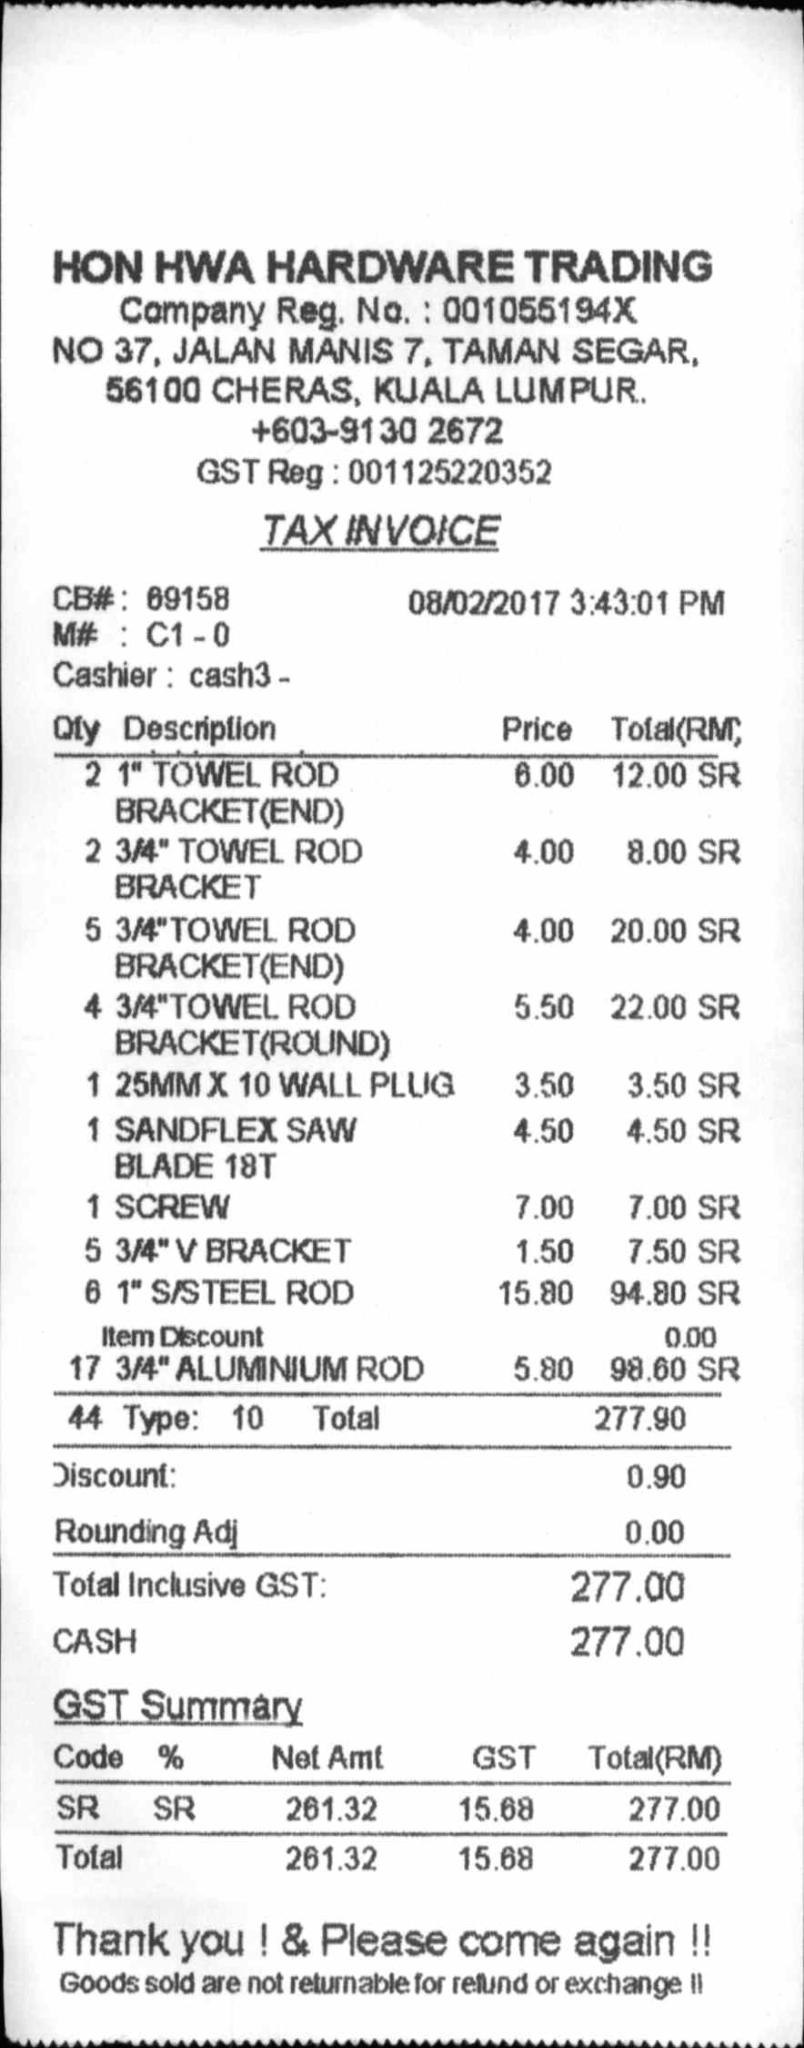 HON HWA HARDWARE TRADING
Company Reg. No. : 001055194X
NO 37, JALAN MANIS 7, TAMAN SEGAR,
56100 CHERAS, KUALA LUMPUR.
+603-9130 2672
GST Reg : 001125220352
TAX INVOICE
CB# : 69158 08/02/2017 3:43:01 PM
M# : C1 - 0
Cashier : cash3 -
Qty Description Price Total(RM)
2 1" TOWEL ROD 6.00 12.00 SR
BRACKET(END)
2 3/4" TOWEL ROD 4.00 8.00 SR
BRACKET
5 3/4"TOWEL ROD 4.00 20.00 SR
BRACKET(END)
4 3/4"TOWEL ROD 5.50 22.00 SR
BRACKET(ROUND)
1 25MM X 10 WALL PLUG 3.50 3.50 SR
1 SANDFLEX SAW 4.50 4.50 SR
BLADE 18T
1 SCREW 7.00 7.00 SR
5 3/4" V BRACKET 1.50 7.50 SR
6 1" S/STEEL ROD 15.80 94.80 SR
Item Discount 0.00
17 3/4" ALUMINIUM ROD 5.80 98.60 SR
44 Type: 10 Total 277.90
Discount: 0.90
Rounding Adj 0.00
Total Inclusive GST: 277.00
CASH 277.00
GST Summary
Code % Net Amt GST Total(RM)
SR SR 261.32 15.68 277.00
Total 261.32 15.68 277.00
Thank you ! & Please come again !!
Goods sold are not returnable for refund or exchange !!